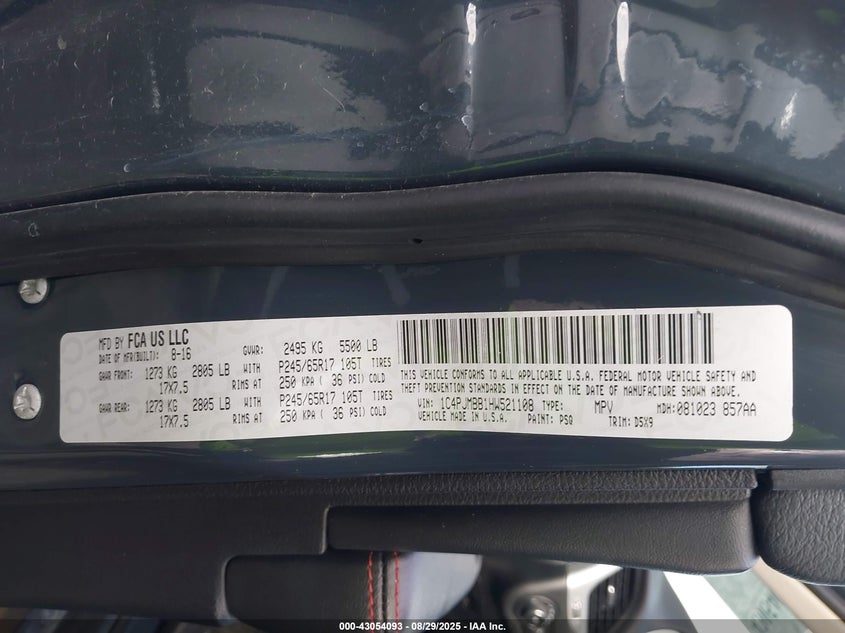 MFD BY FCA US LLC
DATE OF MFR(BUILT): 8-16 GVWR: 2495 KG 5500 LB
GAWR FRONT: 1273 KG 2805 LB WITH P245/65R17 105T TIRES
17X7.5 RIMS AT 250 KPA ( 36 PSI) COLD
GAWR REAR: 1273 KG 2805 LB WITH P245/65R17 105T TIRES
17X7.5 RIMS AT 250 KPA ( 36 PSI) COLD
THIS VEHICLE CONFORMS TO ALL APPLICABLE U.S.A. FEDERAL MOTOR VEHICLE SAFETY AND
THEFT PREVENTION STANDARDS IN EFFECT ON THE DATE OF MANUFACTURE SHOWN ABOVE.
VIN: 1C4PJMBB1HW521108 TYPE: MPV MDH:081023 857AA
VEHICLE MADE IN U.S.A. PAINT: PSQ TRIM: D5X9
000-43054093 - 08/29/2025 - IAA Inc.